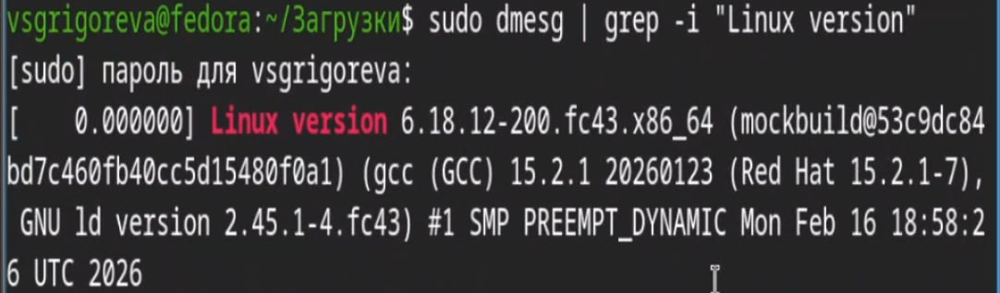 vsgrigoreva@fedora:~/Загрузки$ sudo dmesg | grep -i "Linux version"
[sudo] пароль для vsgrigoreva:
[    0.000000] Linux version 6.18.12-200.fc43.x86_64 (mockbuild@53c9dc84
bd7c460fb40cc5d15480f0a1) (gcc (GCC) 15.2.1 20260123 (Red Hat 15.2.1-7),
 GNU ld version 2.45.1-4.fc43) #1 SMP PREEMPT_DYNAMIC Mon Feb 16 18:58:2
6 UTC 2026